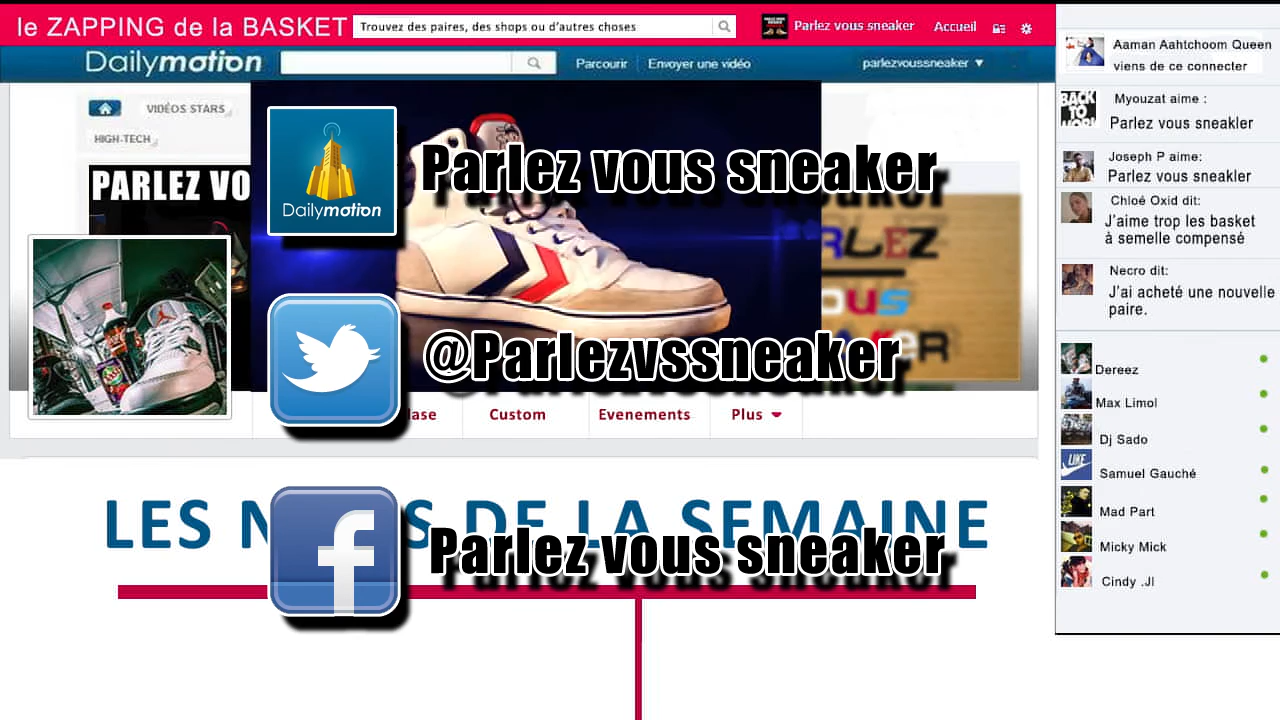 le ZAPPING de la BASKET
Trouvez des paires, des shops ou d'autres choses
Parlez vous sneaker
Accueil
Dailymotion
Parcourir
Envoyer une vidéo
parlezvoussneaker
VIDÉOS STARS
HIGH-TECH
PARLEZ VO
Dailymotion
Parlez vous sneaker
@Parlezvssneaker
Custom
Evenements
Plus
LES DE LA SEMAINE
Parlez vous sneaker
Aaman Aahtchoom Queen
viens de ce connecter
BACK TO WORK
Myouzat aime :
Parlez vous sneakler
Joseph P aime:
Parlez vous sneakler
Chloé Oxid dit:
J'aime trop les basket
à semelle compensé
Necro dit:
J'ai acheté une nouvelle
paire.
Dereez
Max Limol
Dj Sado
LIKE
Samuel Gauché
Mad Part
Micky Mick
Cindy .Jl